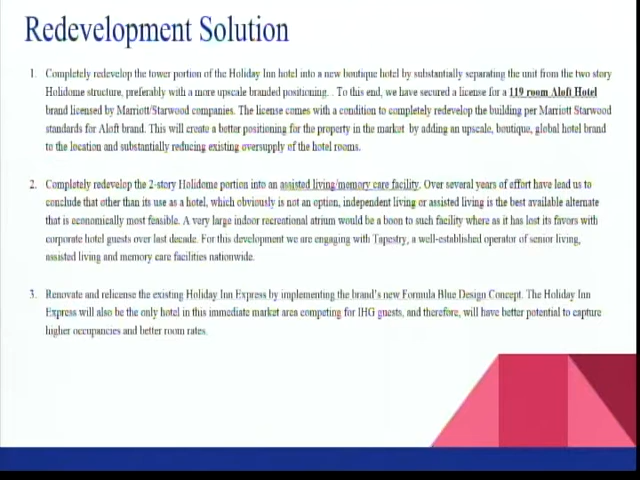 Redevelopment Solution
1. Completely redevelop the tower portion of the Holiday Inn hotel into a new boutique hotel by substantially separating the unit from the two story
Holidome structure, preferably with a more upscale branded positioning. . To this end, we have secured a license for a 119 room Aloft Hotel
brand licensed by Marriott/Starwood companies. The license comes with a condition to completely redevelop the building per Marriott Starwood
standards for Aloft brand. This will create a better positioning for the property in the market by adding an upscale, boutique, global hotel brand
to the location and substantially reducing existing oversupply of the hotel rooms.
2. Completely redevelop the 2-story Holidome portion into an assisted living/memory care facility. Over several years of effort have lead us to
conclude that other than its use as a hotel, which obviously is not an option, independent living or assisted living is the best available alternate
that is economically most feasible. A very large indoor recreational atrium would be a boon to such facility where as it has lost its favors with
corporate hotel guests over last decade. For this development we are engaging with Tapestry, a well-established operator of senior living,
assisted living and memory care facilities nationwide.
3. Renovate and relicense the existing Holiday Inn Express by implementing the brand's new Formula Blue Design Concept. The Holiday Inn
Express will also be the only hotel in this immediate market area competing for IHG guests, and therefore, will have better potential to capture
higher occupancies and better room rates.